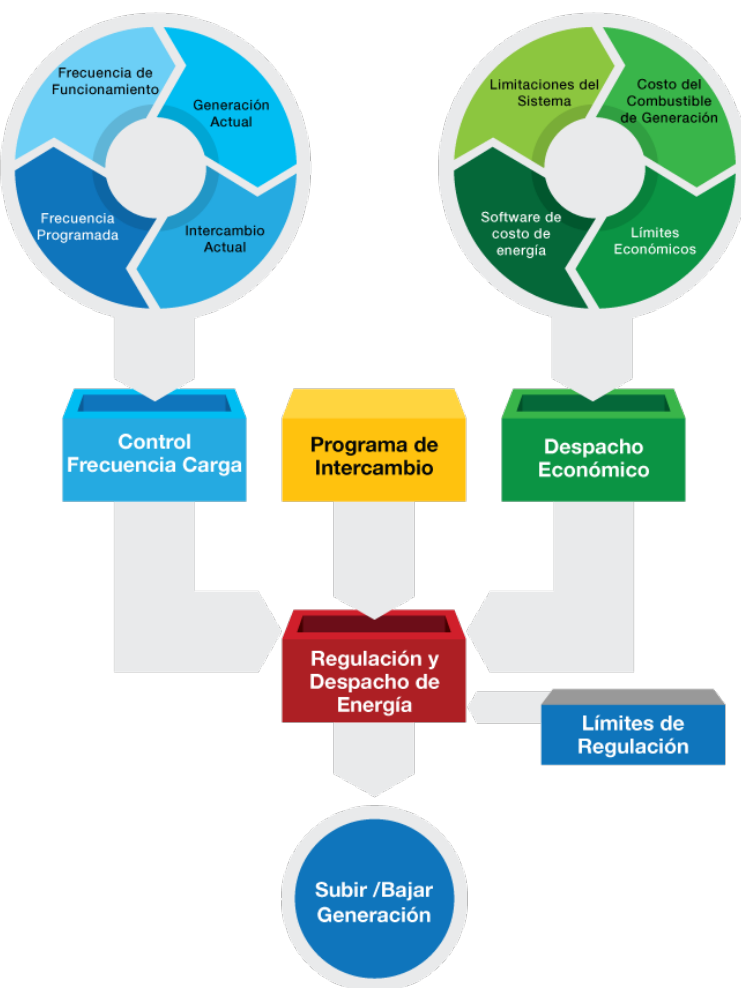 Frecuencia de
Funcionamiento
Generación
Actual
Frecuencia
Programada
Intercambio
Actual
Limitaciones del
Sistema
Costo del
Combustible
de Generación
Software de
costo de
energía
Límites
Económicos
Control
Frecuencia Carga
Programa de
Intercambio
Despacho
Económico
Regulación y
Despacho de
Energía
Límites de
Regulación
Subir /Bajar
Generación